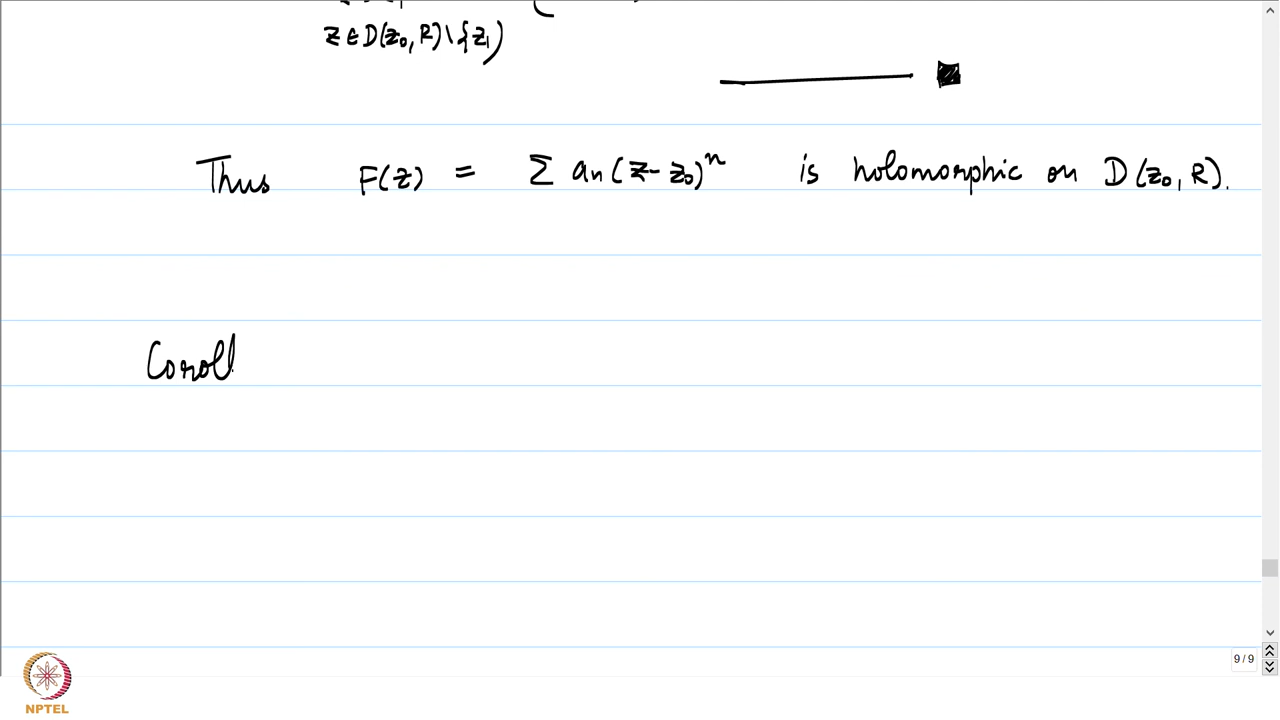 z ∈ D(z₀, R) \ {z₁}
Thus F(z) = Σ aₙ (z - z₀)ⁿ is holomorphic on D(z₀, R).
Coroll
9 / 9
NPTEL